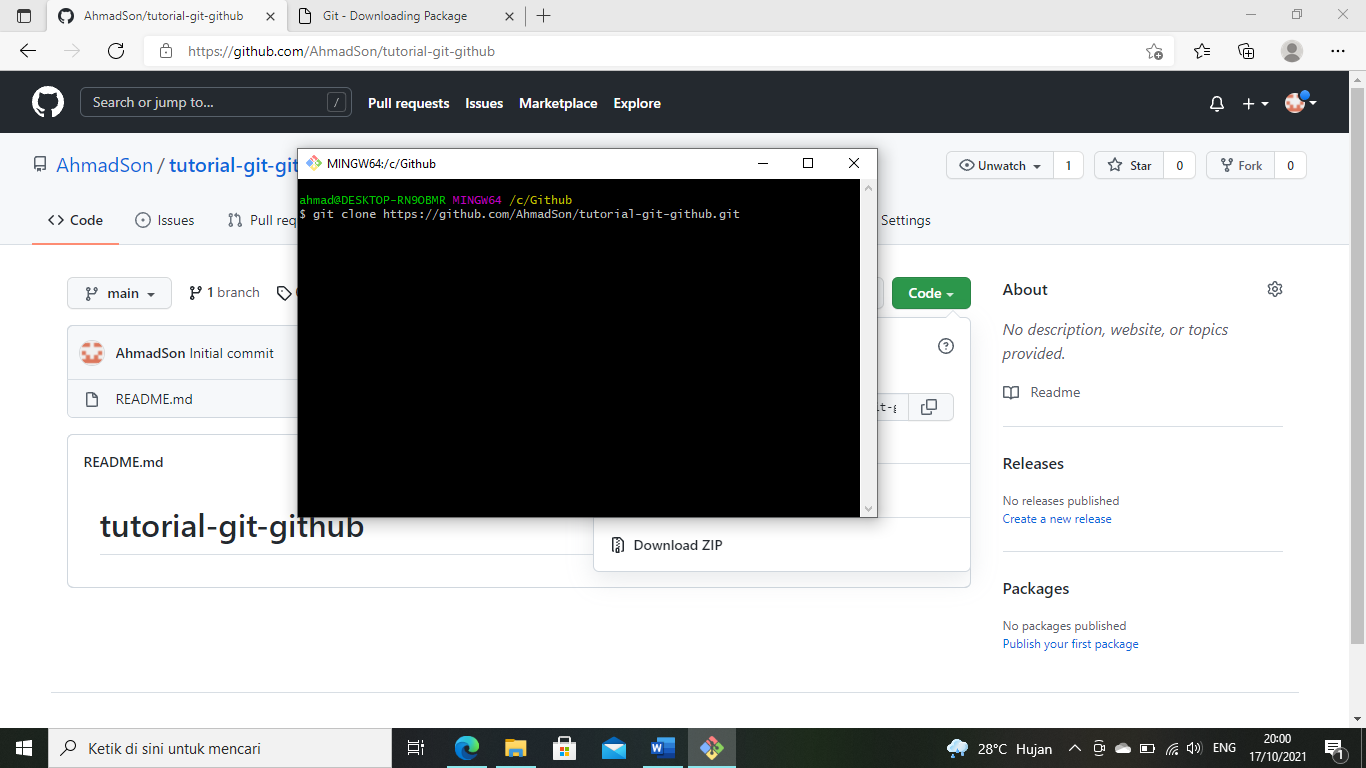 AhmadSon/tutorial-git-github
Git - Downloading Package
https://github.com/AhmadSon/tutorial-git-github
Search or jump to... /
Pull requests Issues Marketplace Explore
AhmadSon / tutorial-git-git
Unwatch 1 Star 0 Fork 0
MINGW64:/c/Github
ahmad@DESKTOP-RN9OBMR MINGW64 /c/Github
$ git clone https://github.com/AhmadSon/tutorial-git-github.git
Code Issues Pull req Settings
main 1 branch
Code
AhmadSon Initial commit
README.md
README.md
tutorial-git-github
Download ZIP
About
No description, website, or topics
provided.
Readme
Releases
No releases published
Create a new release
Packages
No packages published
Publish your first package
Ketik di sini untuk mencari
28°C Hujan
ENG
20:00
17/10/2021
1